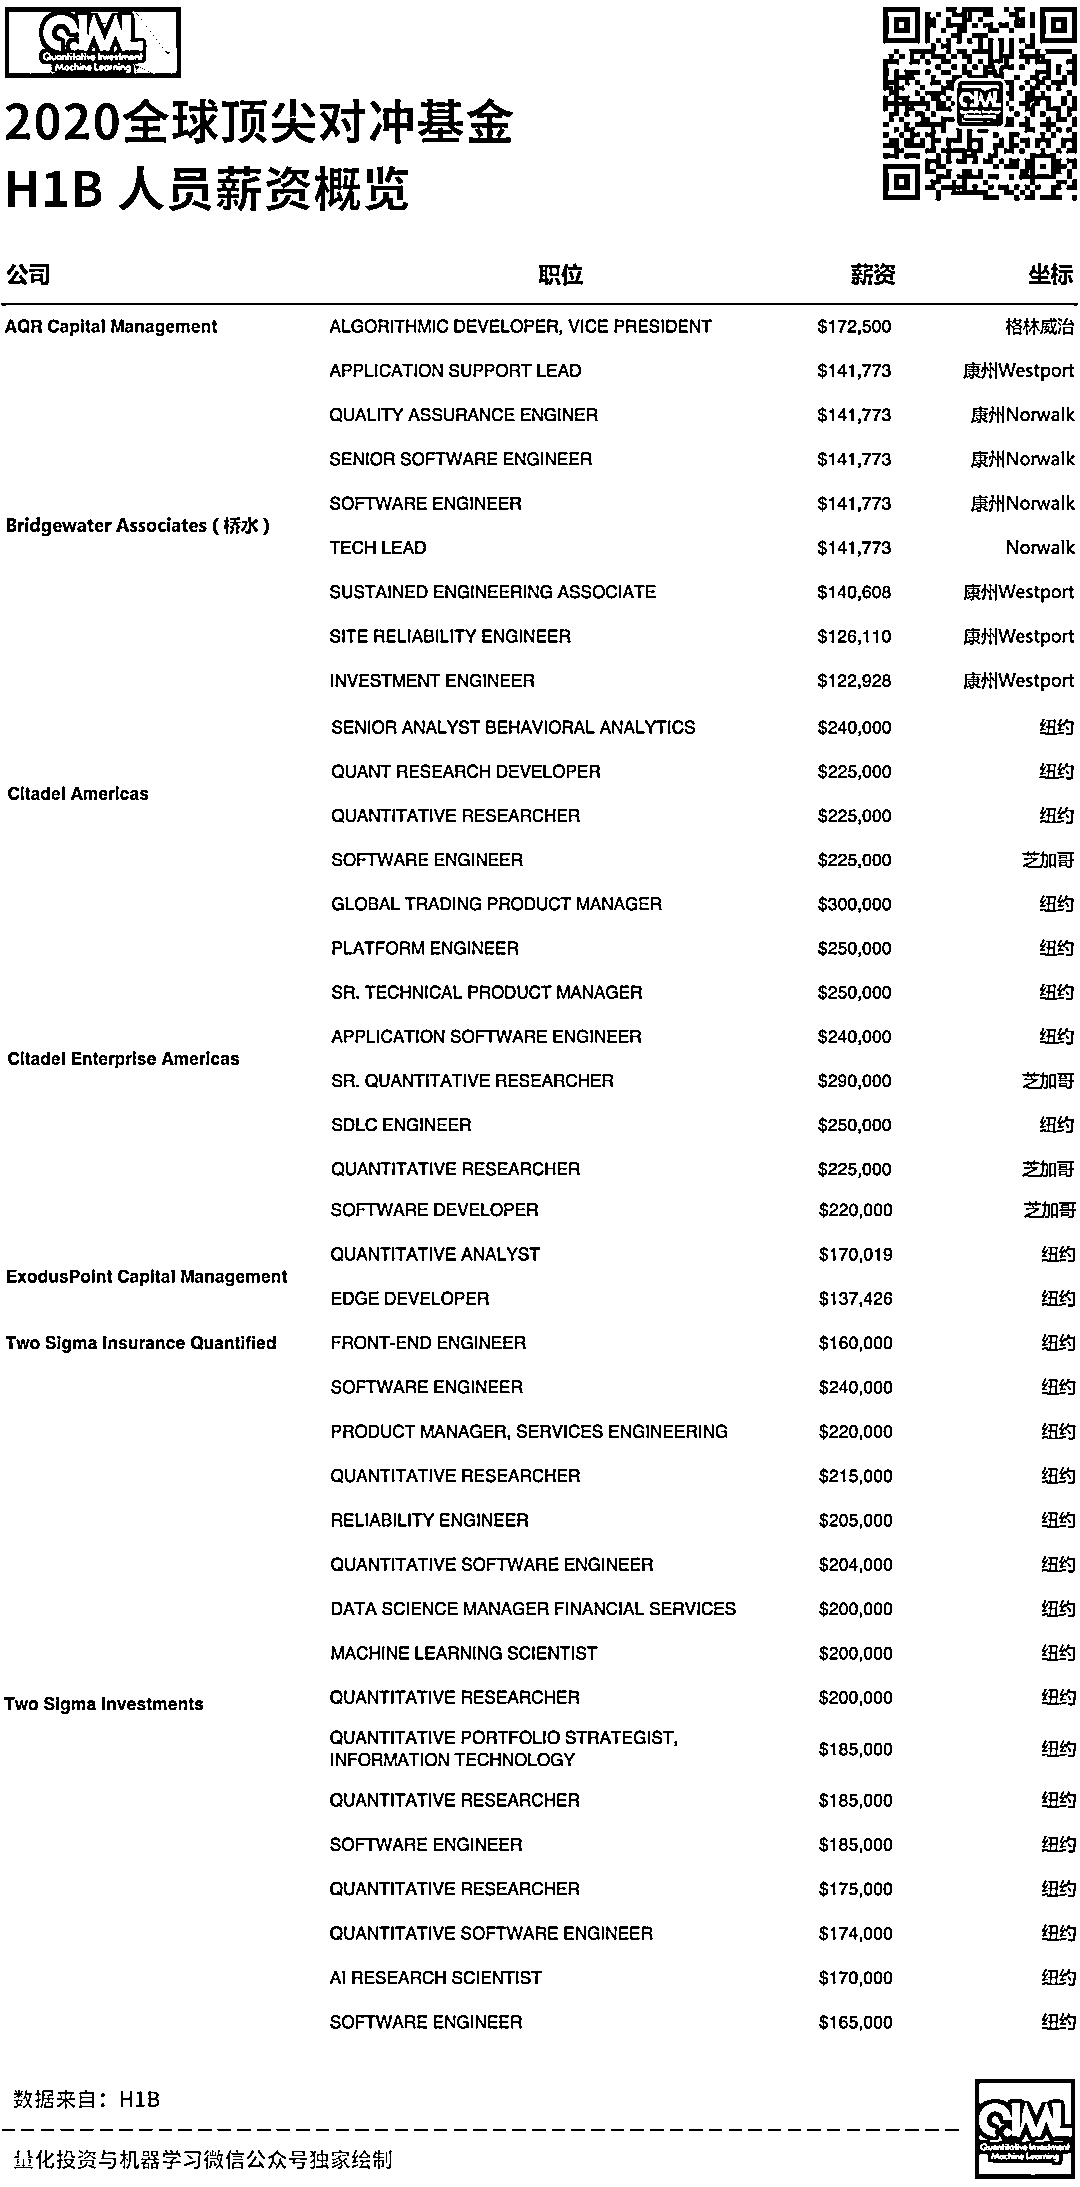 QIML
Quantitative Investment
Machine Learning
2020全球顶尖对冲基金
H1B 人员薪资概览
QIML
公司 职位 薪资 坐标
AQR Capital Management ALGORITHMIC DEVELOPER, VICE PRESIDENT $172,500 格林威治
APPLICATION SUPPORT LEAD $141,773 康州Westport
QUALITY ASSURANCE ENGINER $141,773 康州Norwalk
SENIOR SOFTWARE ENGINEER $141,773 康州Norwalk
SOFTWARE ENGINEER $141,773 康州Norwalk
Bridgewater Associates ( 桥水 )
TECH LEAD $141,773 Norwalk
SUSTAINED ENGINEERING ASSOCIATE $140,608 康州Westport
SITE RELIABILITY ENGINEER $126,110 康州Westport
INVESTMENT ENGINEER $122,928 康州Westport
SENIOR ANALYST BEHAVIORAL ANALYTICS $240,000 纽约
QUANT RESEARCH DEVELOPER $225,000 纽约
Citadel Americas
QUANTITATIVE RESEARCHER $225,000 纽约
SOFTWARE ENGINEER $225,000 芝加哥
GLOBAL TRADING PRODUCT MANAGER $300,000 纽约
PLATFORM ENGINEER $250,000 纽约
SR. TECHNICAL PRODUCT MANAGER $250,000 纽约
APPLICATION SOFTWARE ENGINEER $240,000 纽约
Citadel Enterprise Americas
SR. QUANTITATIVE RESEARCHER $290,000 芝加哥
SDLC ENGINEER $250,000 纽约
QUANTITATIVE RESEARCHER $225,000 芝加哥
SOFTWARE DEVELOPER $220,000 芝加哥
QUANTITATIVE ANALYST $170,019 纽约
ExodusPoint Capital Management
EDGE DEVELOPER $137,426 纽约
Two Sigma Insurance Quantified FRONT-END ENGINEER $160,000 纽约
SOFTWARE ENGINEER $240,000 纽约
PRODUCT MANAGER, SERVICES ENGINEERING $220,000 纽约
QUANTITATIVE RESEARCHER $215,000 纽约
RELIABILITY ENGINEER $205,000 纽约
QUANTITATIVE SOFTWARE ENGINEER $204,000 纽约
DATA SCIENCE MANAGER FINANCIAL SERVICES $200,000 纽约
MACHINE LEARNING SCIENTIST $200,000 纽约
Two Sigma Investments QUANTITATIVE RESEARCHER $200,000 纽约
QUANTITATIVE PORTFOLIO STRATEGIST,
INFORMATION TECHNOLOGY $185,000 纽约
QUANTITATIVE RESEARCHER $185,000 纽约
SOFTWARE ENGINEER $185,000 纽约
QUANTITATIVE RESEARCHER $175,000 纽约
QUANTITATIVE SOFTWARE ENGINEER $174,000 纽约
AI RESEARCH SCIENTIST $170,000 纽约
SOFTWARE ENGINEER $165,000 纽约
数据来自：H1B
量化投资与机器学习微信公众号独家绘制
QIML
Quantitative Investment
Machine Learning